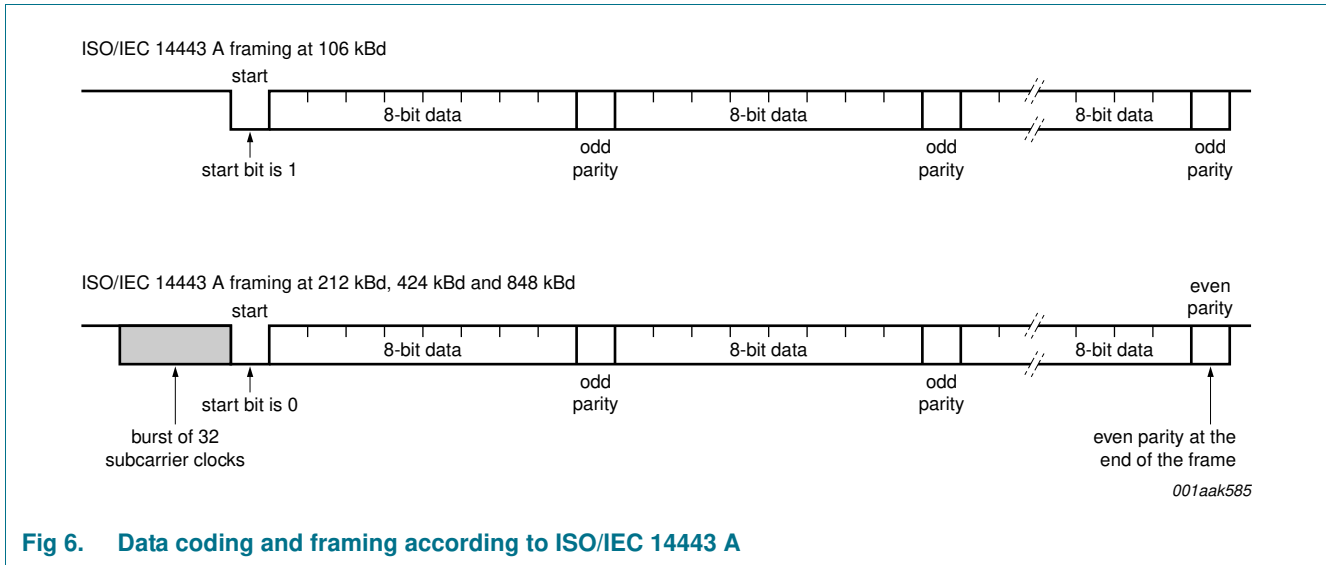 ISO/IEC 14443 A framing at 106 kBd
start
8-bit data
8-bit data
8-bit data
start bit is 1
odd
parity
odd
parity
odd
parity
ISO/IEC 14443 A framing at 212 kBd, 424 kBd and 848 kBd
even
parity
start
8-bit data
8-bit data
8-bit data
start bit is 0
odd
parity
odd
parity
burst of 32
subcarrier clocks
even parity at the
end of the frame
001aak585
Fig 6. Data coding and framing according to ISO/IEC 14443 A